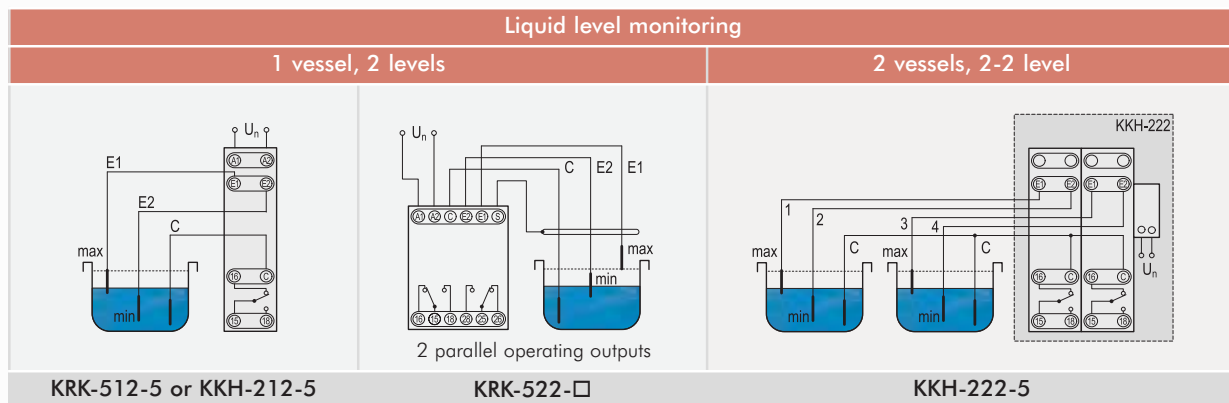 Liquid level monitoring
1 vessel, 2 levels
2 vessels, 2-2 level
Un
A1 A2
E1 E2
E1
E2
C
max
min
16 C
15 18
Un
C E2 E1
A1 A2 C E2 E1 S
max
min
16 15 18 28 25 26
2 parallel operating outputs
KKH-222
E1 E2 E1 E2
1
2
3
4
C
C
max
max
min
min
Un
16 C 16 C
15 18 15 18
KRK-512-5 or KKH-212-5
KRK-522-□
KKH-222-5